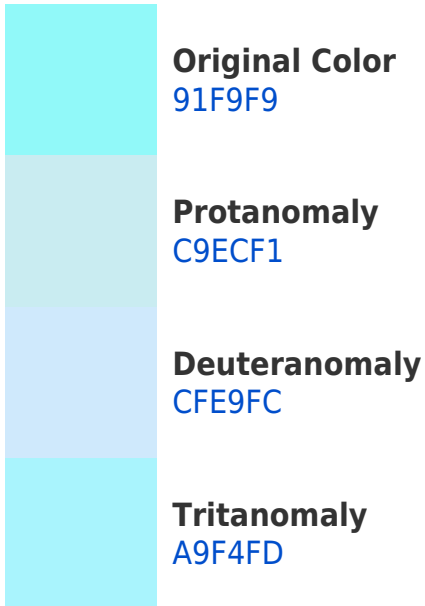 Original Color
91F9F9
Protanomaly
C9ECF1
Deuteranomaly
CFE9FC
Tritanomaly
A9F4FD